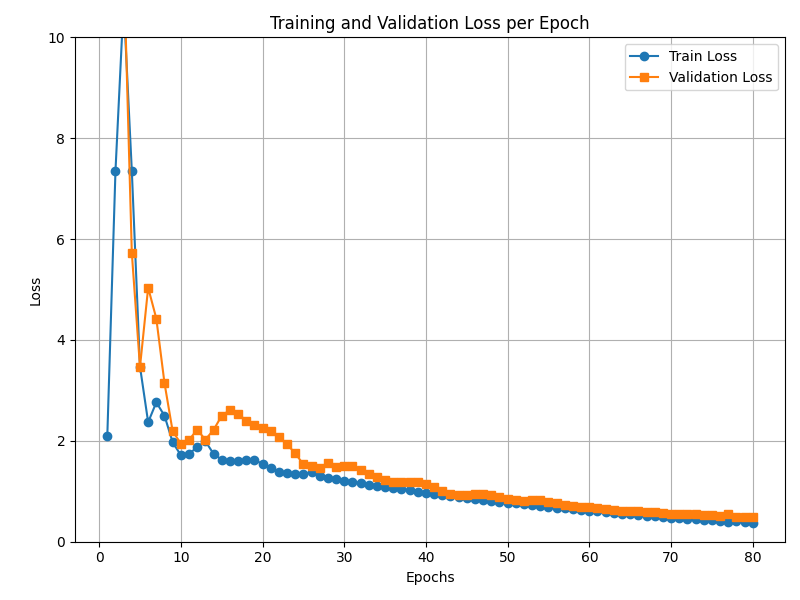 Training and Validation Loss per Epoch
Train Loss
Validation Loss
10
8
6
4
2
0
Loss
0 10 20 30 40 50 60 70 80
Epochs